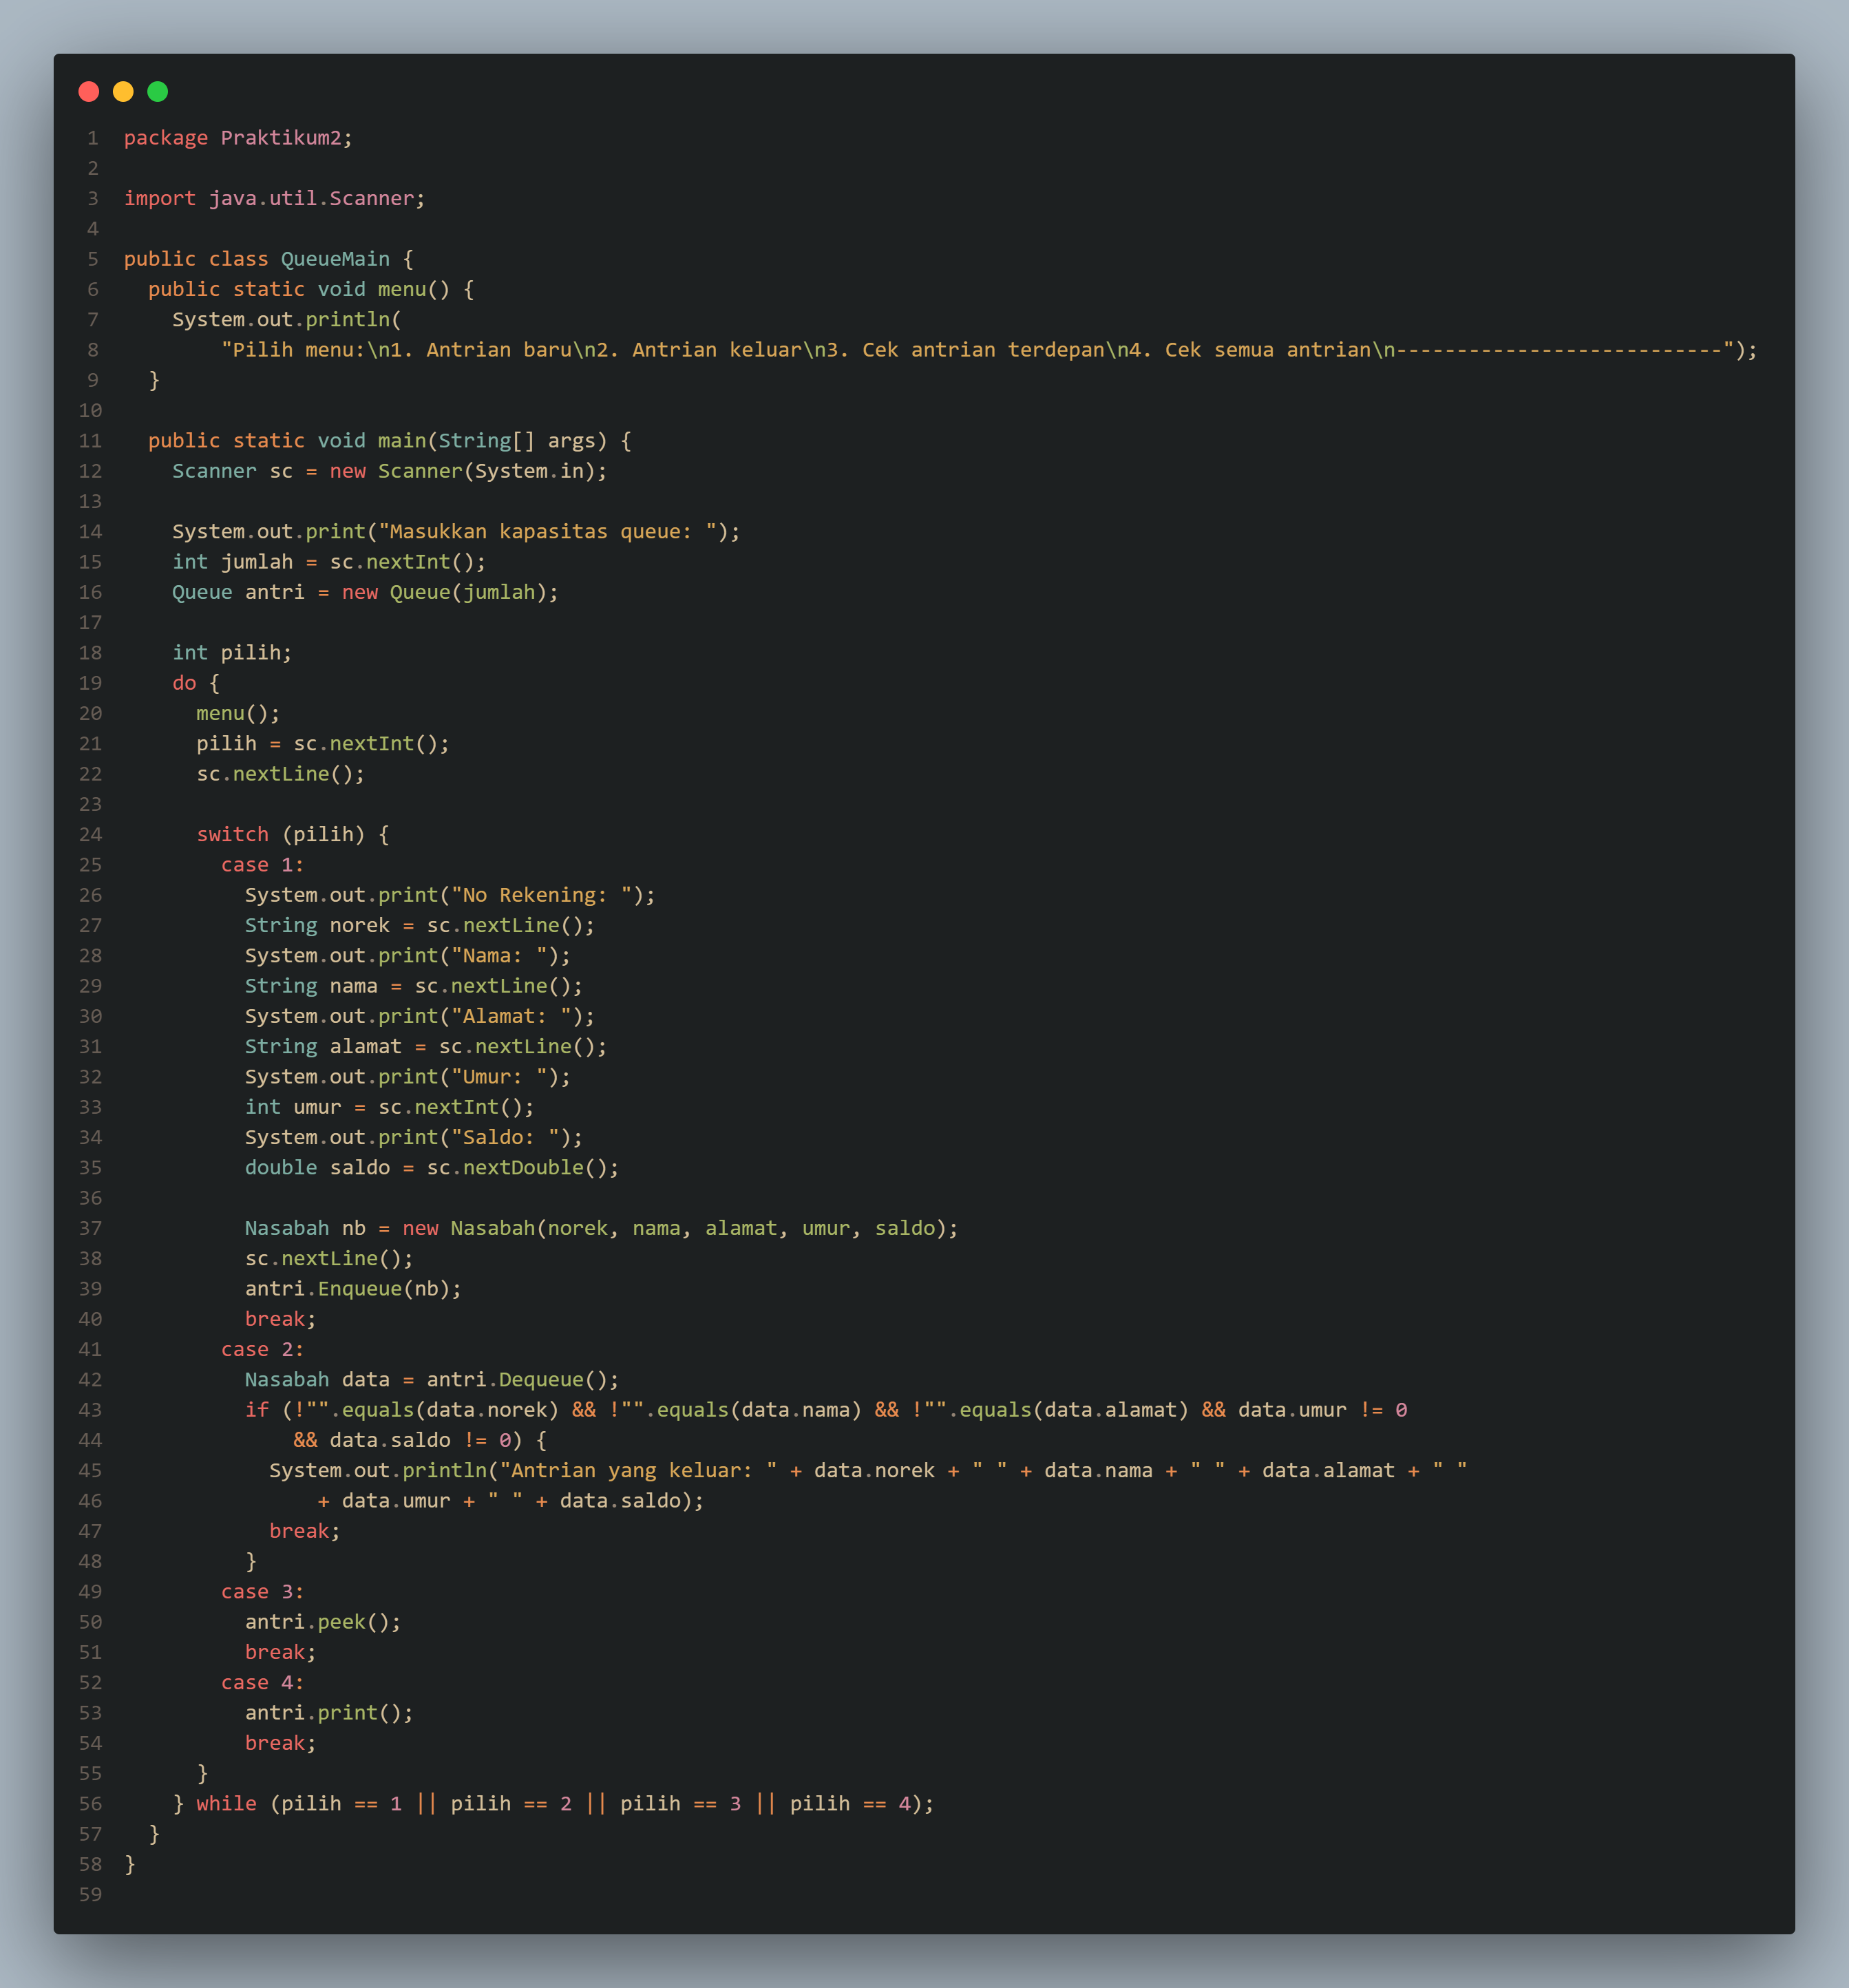 1 package Praktikum2;
2
3 import java.util.Scanner;
4
5 public class QueueMain {
6   public static void menu() {
7     System.out.println(
8         "Pilih menu:\n1. Antrian baru\n2. Antrian keluar\n3. Cek antrian terdepan\n4. Cek semua antrian\n---------------------------");
9   }
10
11   public static void main(String[] args) {
12     Scanner sc = new Scanner(System.in);
13
14     System.out.print("Masukkan kapasitas queue: ");
15     int jumlah = sc.nextInt();
16     Queue antri = new Queue(jumlah);
17
18     int pilih;
19     do {
20       menu();
21       pilih = sc.nextInt();
22       sc.nextLine();
23
24       switch (pilih) {
25         case 1:
26           System.out.print("No Rekening: ");
27           String norek = sc.nextLine();
28           System.out.print("Nama: ");
29           String nama = sc.nextLine();
30           System.out.print("Alamat: ");
31           String alamat = sc.nextLine();
32           System.out.print("Umur: ");
33           int umur = sc.nextInt();
34           System.out.print("Saldo: ");
35           double saldo = sc.nextDouble();
36
37           Nasabah nb = new Nasabah(norek, nama, alamat, umur, saldo);
38           sc.nextLine();
39           antri.Enqueue(nb);
40           break;
41         case 2:
42           Nasabah data = antri.Dequeue();
43           if (!"".equals(data.norek) && !"".equals(data.nama) && !"".equals(data.alamat) && data.umur != 0
44               && data.saldo != 0) {
45             System.out.println("Antrian yang keluar: " + data.norek + " " + data.nama + " " + data.alamat + " "
46                 + data.umur + " " + data.saldo);
47             break;
48           }
49         case 3:
50           antri.peek();
51           break;
52         case 4:
53           antri.print();
54           break;
55       }
56     } while (pilih == 1 || pilih == 2 || pilih == 3 || pilih == 4);
57   }
58 }
59